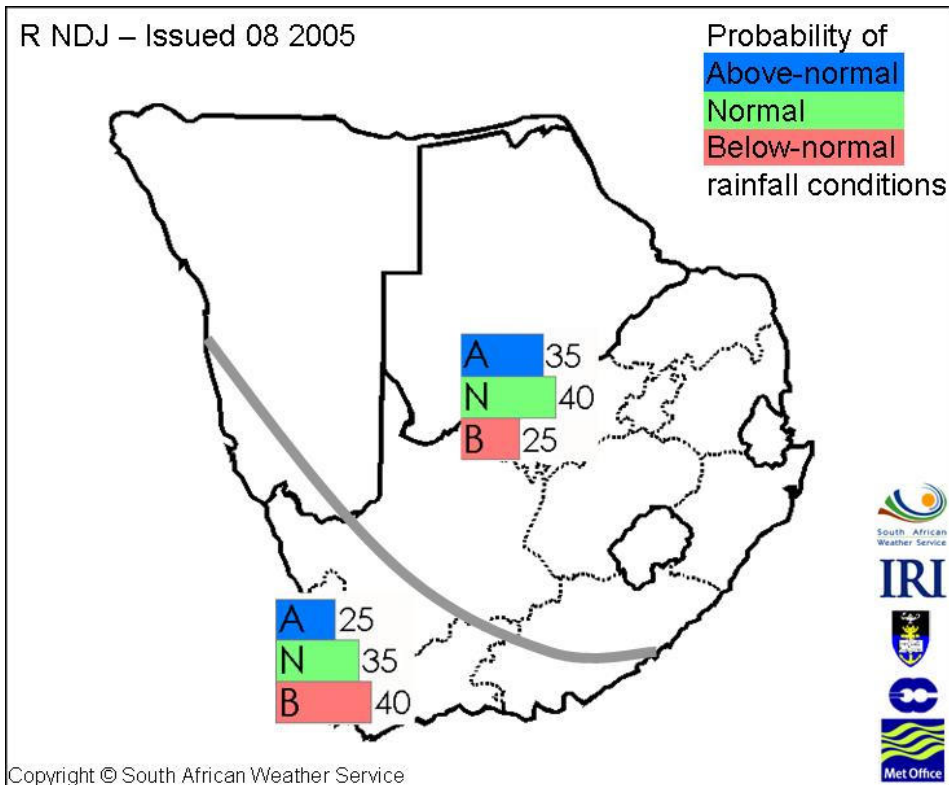 R NDJ – Issued 08 2005
Probability of
Above-normal
Normal
Below-normal
rainfall conditions
A 35
N 40
B 25
A 25
N 35
B 40
South African
Weather Service
IRI
Met Office
Copyright © South African Weather Service